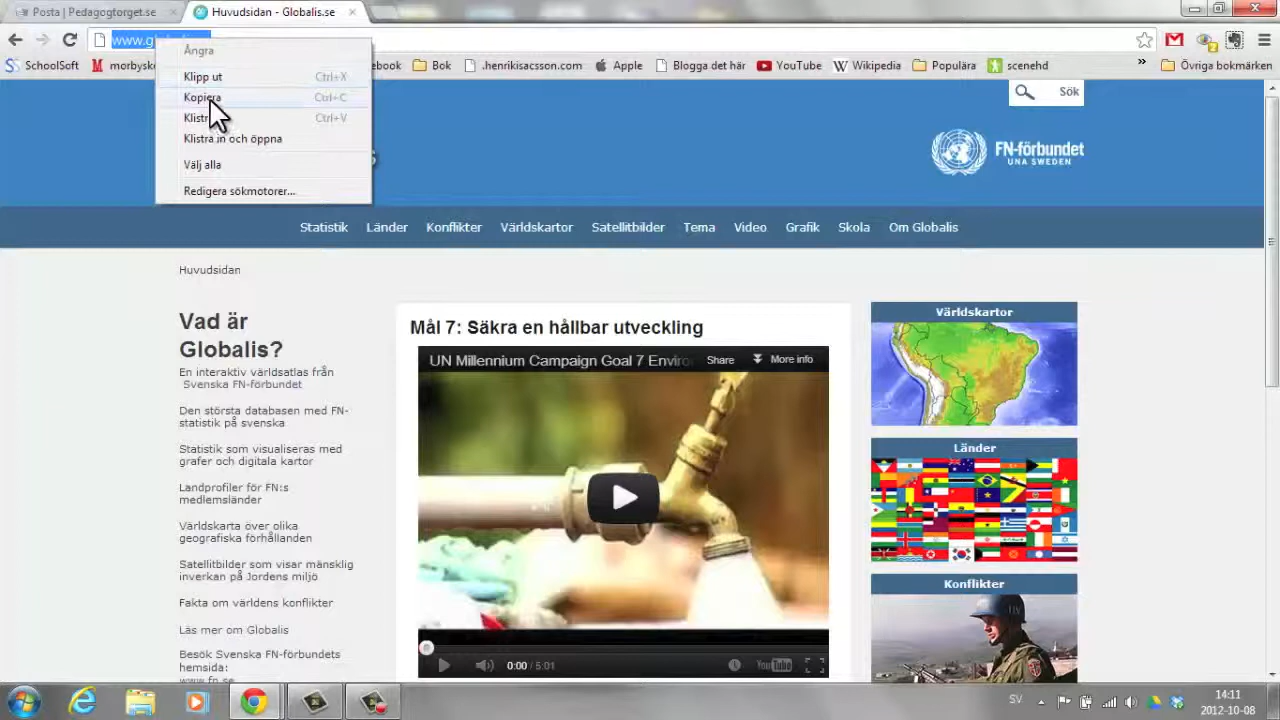 Posta | Pedagogtorget.se
Huvudsidan - Globalis.se
Ångra
Klipp ut Ctrl+X
Kopiera Ctrl+C
Ctrl+V
Klistra in och öppna
Välj alla
Redigera sökmotorer...
SchoolSoft
Bok
.henrikisacsson.com
Apple
Blogga det här
YouTube
Wikipedia
Populära
scenehd
Övriga bokmärken
Sök
FN-förbundet
UNA SWEDEN
Statistik Länder Konflikter Världskartor Satellitbilder Tema Video Grafik Skola Om Globalis
Huvudsidan
Vad är
Globalis?
En interaktiv världsatlas från
Svenska FN-förbundet
Den största databasen med FN-
statistik på svenska
Statistik som visualiseras med
grafer och digitala kartor
Landprofiler för FN:s
medlemsländer
Världskarta over olika
geografiska förhållanden
Satellitbilder som visar mänsklig
inverkan på Jordens miljö
Fakta om världens konflikter
Läs mer om Globalis
Besök Svenska FN-förbundets
hemsida:
www.fn.se
Mål 7: Säkra en hållbar utveckling
UN Millennium Campaign Goal 7 Enviro
Share
More info
0:00 / 5:01
YouTube
Världskartor
Länder
Konflikter
SV
14:11
2012-10-08